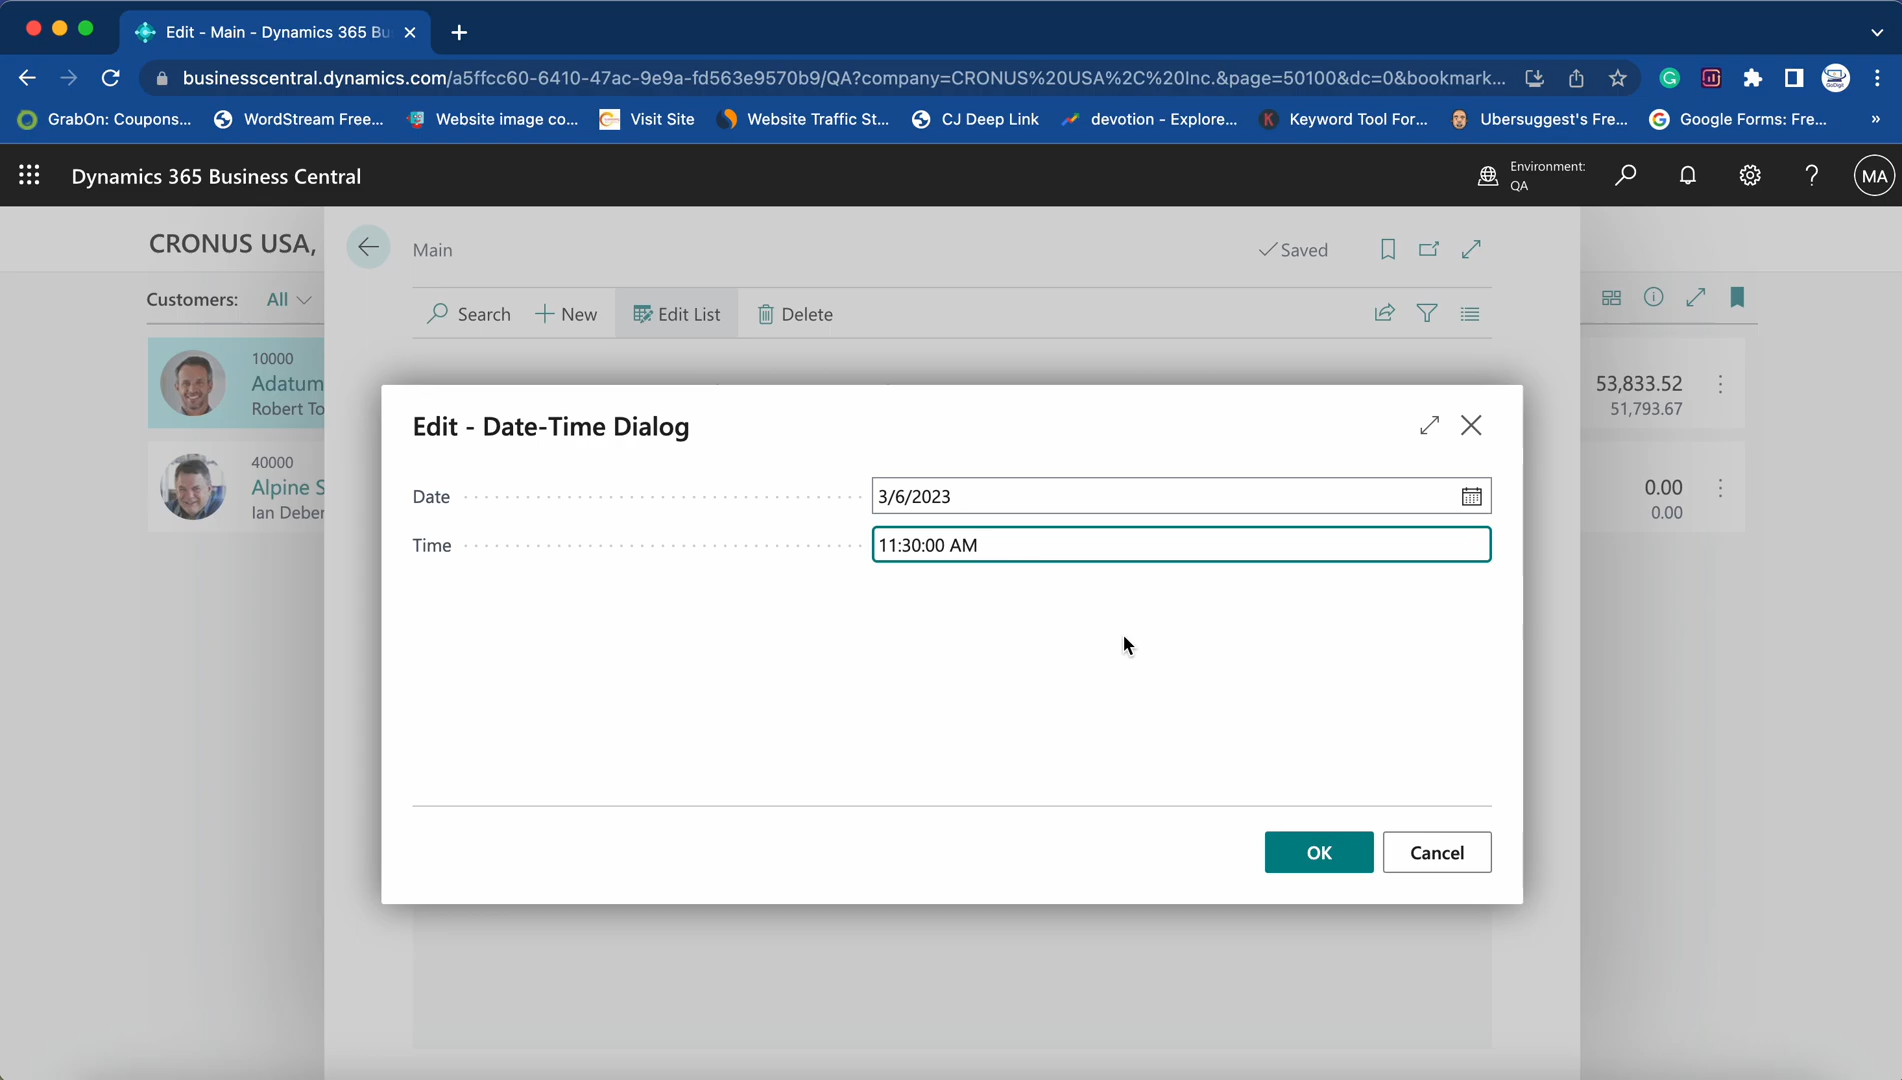 Edit - Main - Dynamics 365 Bu
businesscentral.dynamics.com/a5ffcc60-6410-47ac-9e9a-fd563e9570b9/QA?company=CRONUS%20USA%2C%20Inc.&page=50100&dc=0&bookmark...
GrabOn: Coupons... WordStream Free... Website image co... Visit Site Website Traffic St... CJ Deep Link devotion - Explore... K Keyword Tool For... Ubersuggest's Fre... Google Forms: Fre... »
Dynamics 365 Business Central
Environment:
QA
MA
CRONUS USA,
Main
Saved
Customers: All
Search New Edit List Delete
10000
Adatum
Robert To
53,833.52
51,793.67
Edit - Date-Time Dialog
40000
Alpine S
Ian Deber
0.00
0.00
Date 3/6/2023
Time 11:30:00 AM
OK Cancel